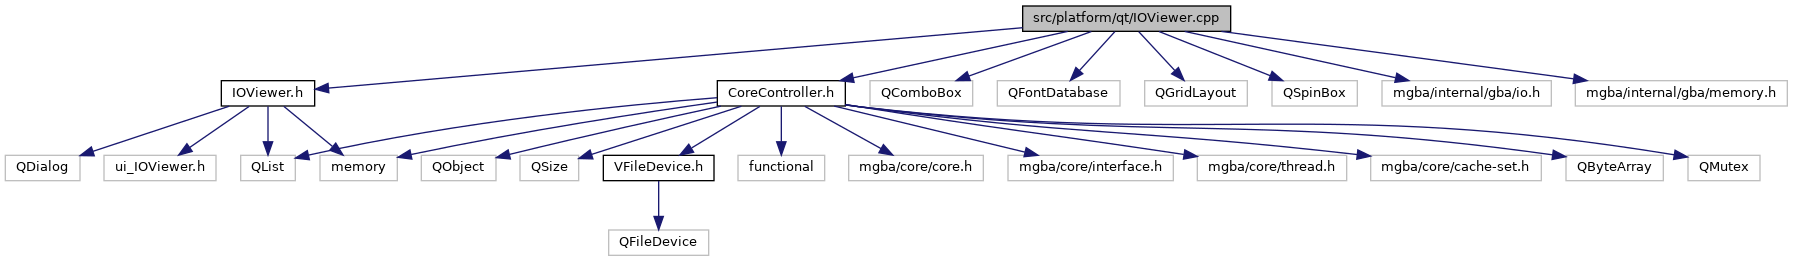 src/platform/qt/IOViewer.cpp
IOViewer.h
CoreController.h
QComboBox
QFontDatabase
QGridLayout
QSpinBox
mgba/internal/gba/io.h
mgba/internal/gba/memory.h
QDialog
ui_IOViewer.h
QList
memory
QObject
QSize
VFileDevice.h
functional
mgba/core/core.h
mgba/core/interface.h
mgba/core/thread.h
mgba/core/cache-set.h
QByteArray
QMutex
QFileDevice